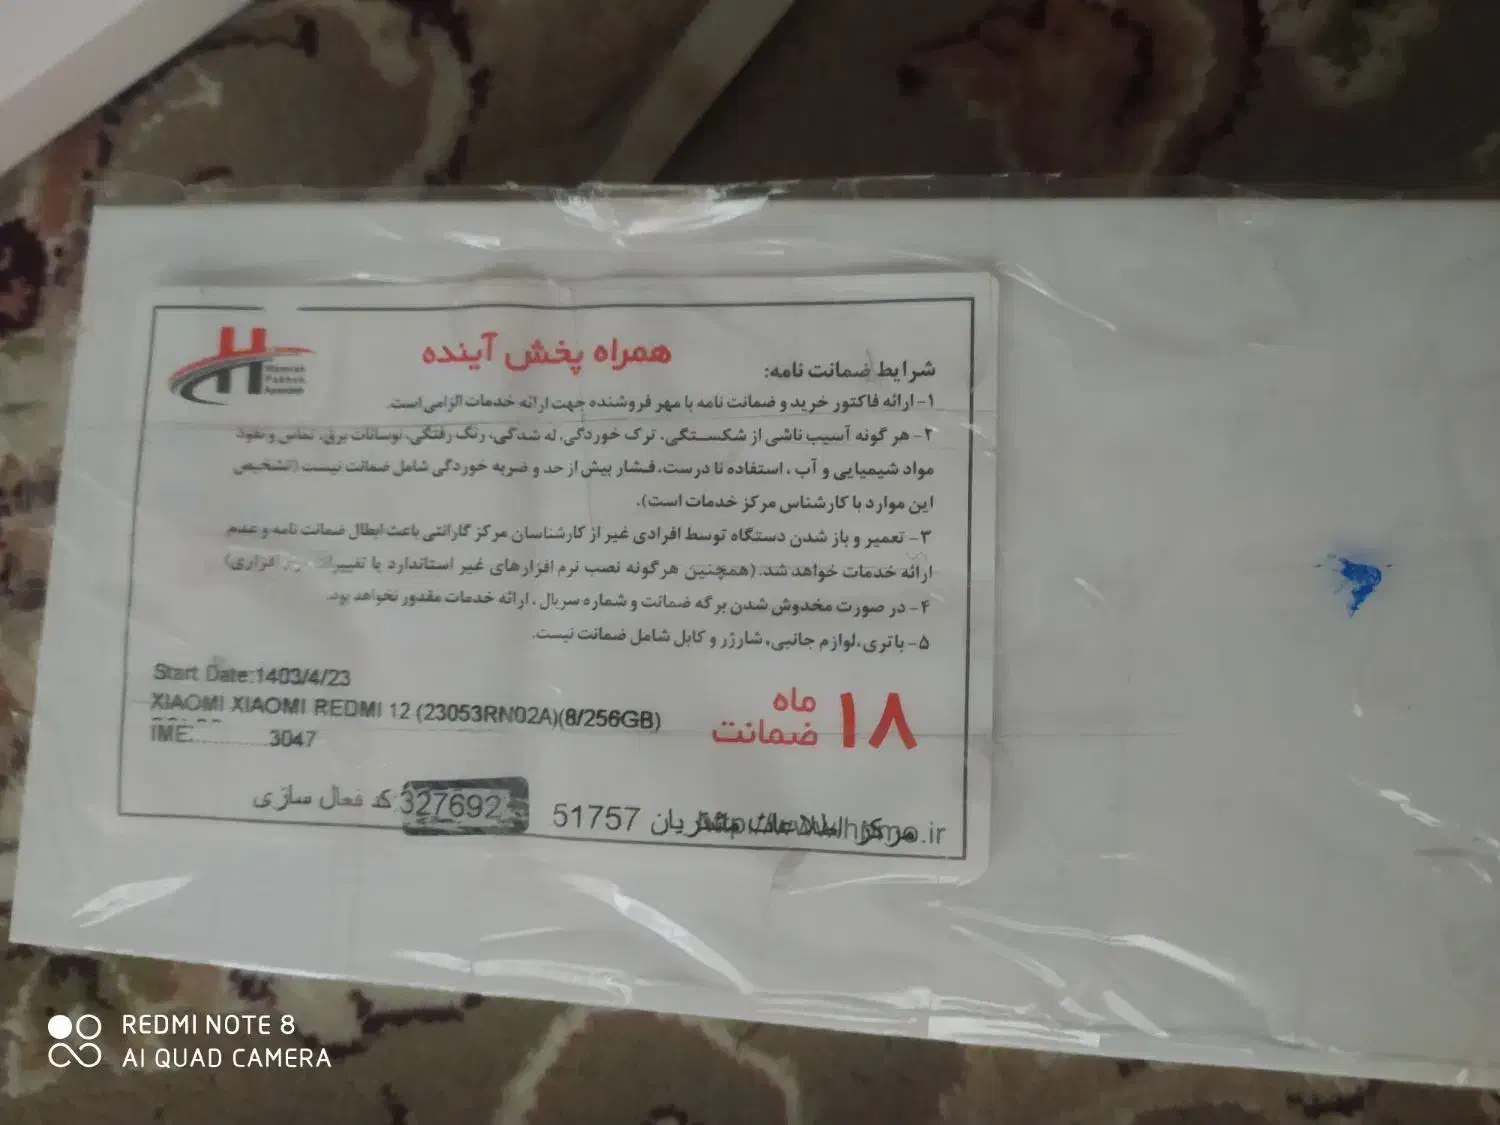 Hamrah
Pakhsh
Ayandeh
همراه پخش آینده
شرایط ضمانت نامه:
۱- ارائه فاکتور خرید و ضمانت نامه با مهر فروشنده جهت ارائه خدمات الزامی است.
۲- هر گونه آسیب ناشی از شکستگی، ترک خوردگی، له شدگی، رنگ رفتگی، نوسانات برق، تماس و نفوذ
مواد شیمیایی و آب ، استفاده نا درست، فشار بیش از حد و ضربه خوردگی شامل ضمانت نیست (تشخیص
این موارد با کارشناس مرکز خدمات است).
۳- تعمیر و باز شدن دستگاه توسط افرادی غیر از کارشناسان مرکز گارانتی باعث ابطال ضمانت نامه و عدم
ارائه خدمات خواهد شد. (همچنین هرگونه نصب نرم افزارهای غیر استاندارد یا تغییرات افزاری)
۴- در صورت مخدوش شدن برگه ضمانت و شماره سریال ، ارائه خدمات مقدور نخواهد بود.
۵- باتری، لوازم جانبی، شارژر و کابل شامل ضمانت نیست.
Start Date:1403/4/23
XIAOMI XIAOMI REDMI 12 (23053RN02A)(8/256GB)
IME: 3047
۱۸ ماه ضمانت
کد فعال سازی 327692
مرکز مشتریان 51757
REDMI NOTE 8
AI QUAD CAMERA